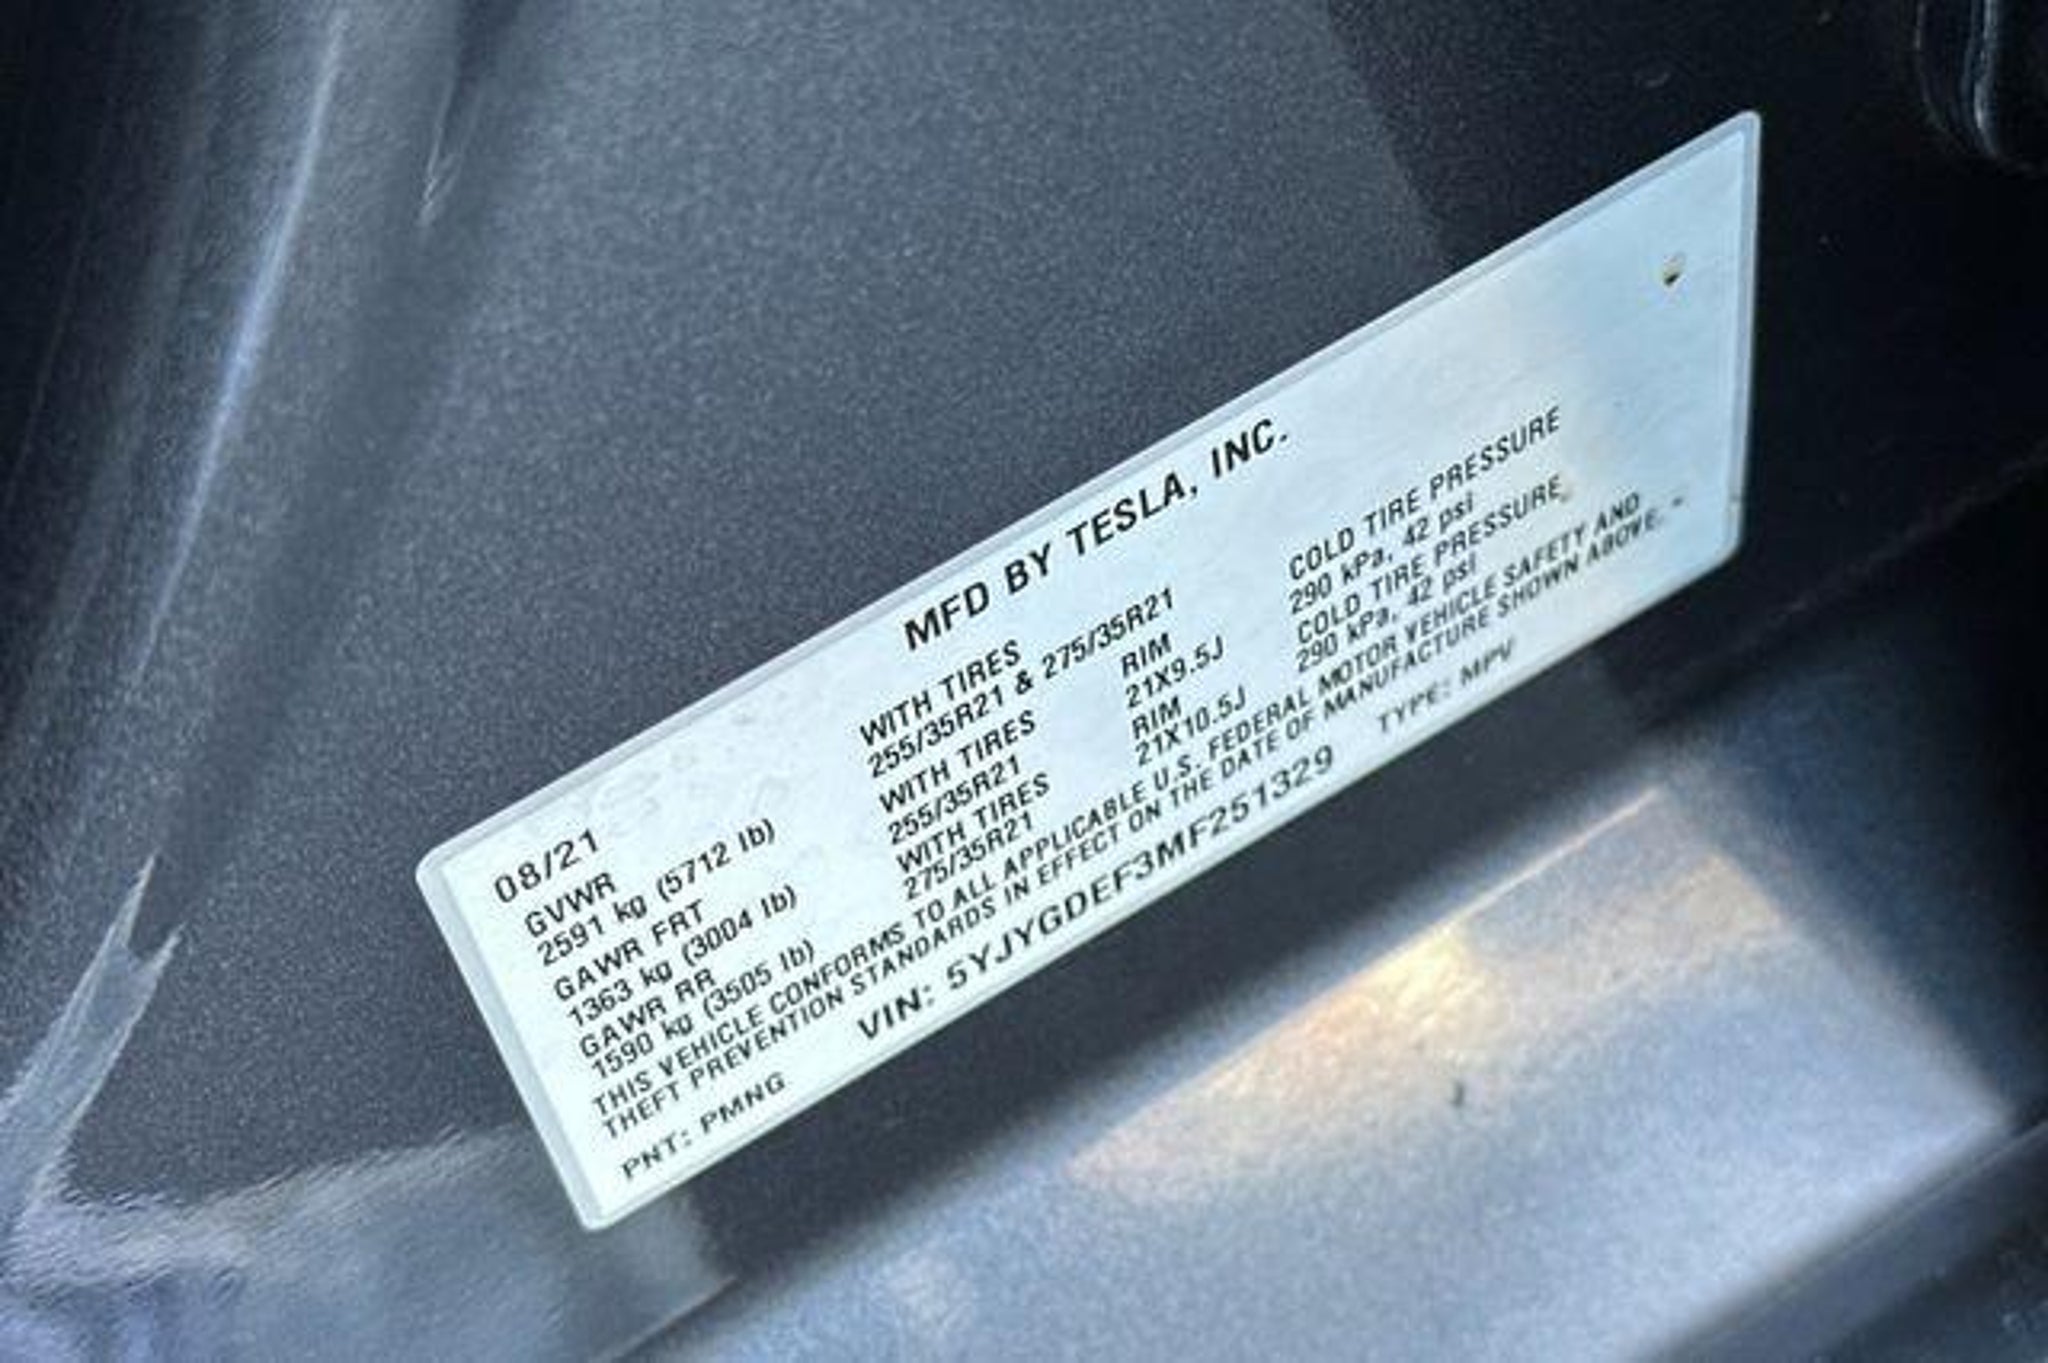 MFD BY TESLA, INC.
08/21
GVWR WITH TIRES
2591 kg (5712 lb) 255/35R21 & 275/35R21
GAWR FRT WITH TIRES RIM COLD TIRE PRESSURE
1363 kg (3004 lb) 255/35R21 21X9.5J 290 kPa, 42 psi
GAWR RR WITH TIRES RIM COLD TIRE PRESSURE
1590 kg (3505 lb) 275/35R21 21X10.5J 290 kPa, 42 psi
THIS VEHICLE CONFORMS TO ALL APPLICABLE U.S. FEDERAL MOTOR VEHICLE SAFETY AND
THEFT PREVENTION STANDARDS IN EFFECT ON THE DATE OF MANUFACTURE SHOWN ABOVE.
PNT: PMNG VIN: 5YJYGDEF3MF251329 TYPE: MPV